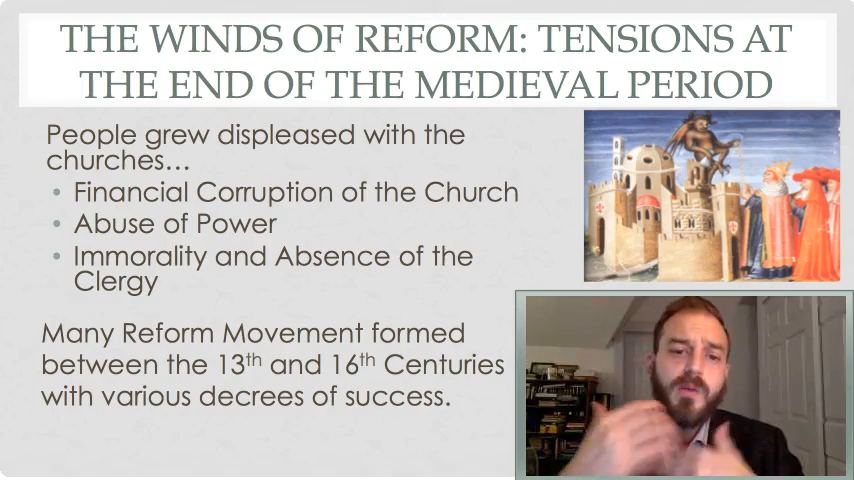 THE WINDS OF REFORM: TENSIONS AT
THE END OF THE MEDIEVAL PERIOD
People grew displeased with the
churches…
• Financial Corruption of the Church
• Abuse of Power
• Immorality and Absence of the
Clergy
Many Reform Movement formed
between the 13th and 16th Centuries
with various decrees of success.